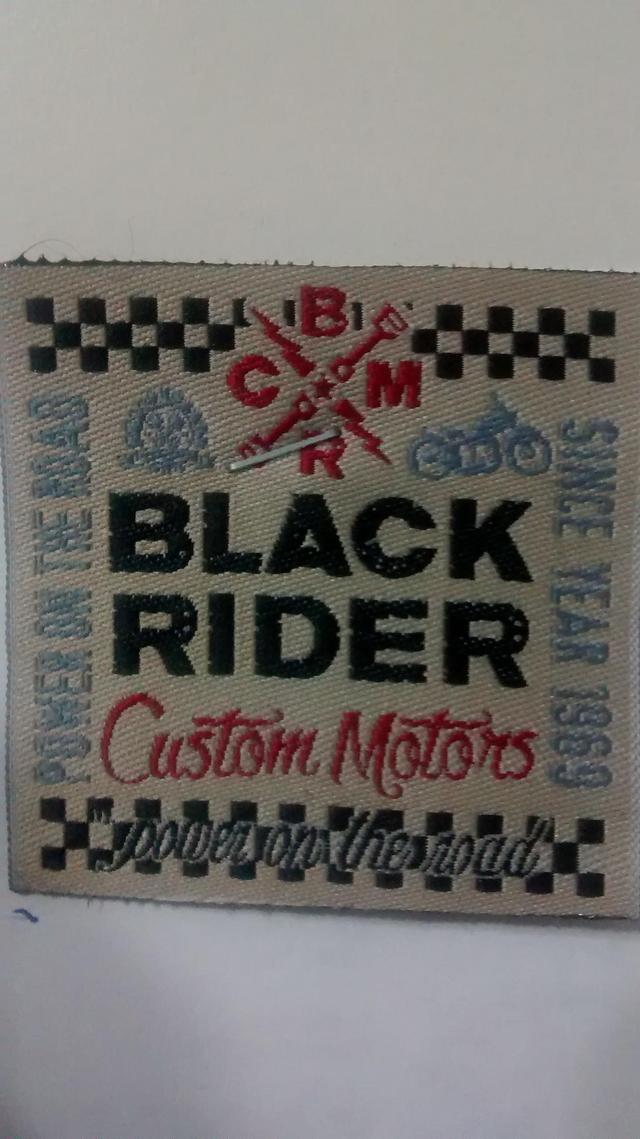 B
C M
R
POWER ON THE ROAD
SINCE YEAR 1969
BLACK
RIDER
Custom Motors
"power on the road"